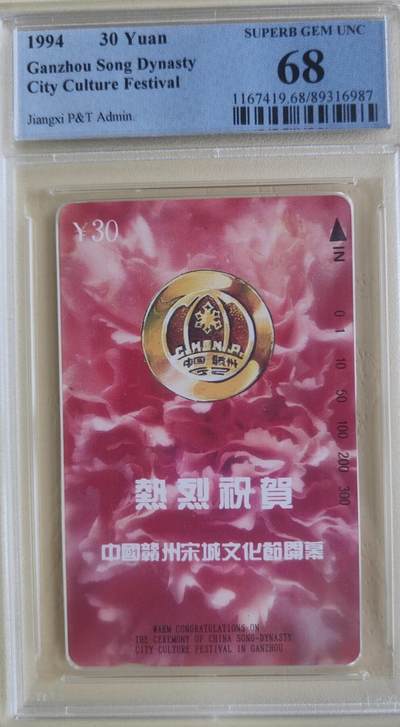 1994 30 Yuan
Ganzhou Song Dynasty
City Culture Festival
Jiangxi P&T Admin.
SUPERB GEM UNC
68
1167419.68/89316987
¥30
IN
0 1 10 50 100 200 300
中国 赣州
熱烈祝賀
中國贛州宋城文化節開幕
WARM CONGRATULATIONS ON
THE CEREMONY OF CHINA SONG-DYNASTY
CITY CULTURE FESTIVAL IN GANZHOU